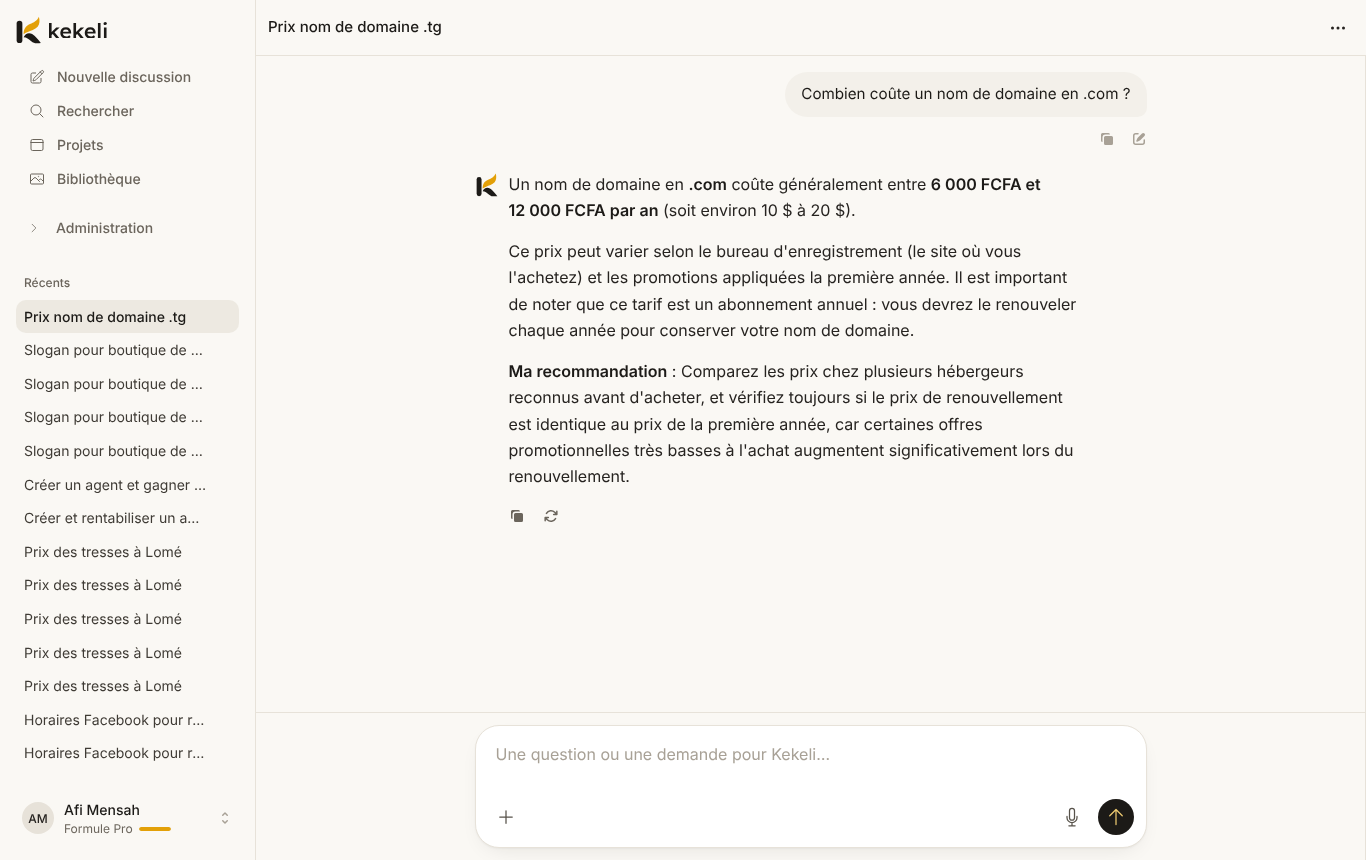 kekeli
Nouvelle discussion
Rechercher
Projets
Bibliothèque
Administration
Récents
Prix nom de domaine .tg
Slogan pour boutique de ...
Slogan pour boutique de ...
Slogan pour boutique de ...
Slogan pour boutique de ...
Créer un agent et gagner ...
Créer et rentabiliser un a...
Prix des tresses à Lomé
Prix des tresses à Lomé
Prix des tresses à Lomé
Prix des tresses à Lomé
Prix des tresses à Lomé
Horaires Facebook pour r...
Horaires Facebook pour r...
AM
Afi Mensah
Formule Pro
Prix nom de domaine .tg
Combien coûte un nom de domaine en .com ?
Un nom de domaine en .com coûte généralement entre 6 000 FCFA et
12 000 FCFA par an (soit environ 10 $ à 20 $).
Ce prix peut varier selon le bureau d'enregistrement (le site où vous
l'achetez) et les promotions appliquées la première année. Il est important
de noter que ce tarif est un abonnement annuel : vous devrez le renouveler
chaque année pour conserver votre nom de domaine.
Ma recommandation : Comparez les prix chez plusieurs hébergeurs
reconnus avant d'acheter, et vérifiez toujours si le prix de renouvellement
est identique au prix de la première année, car certaines offres
promotionnelles très basses à l'achat augmentent significativement lors du
renouvellement.
Une question ou une demande pour Kekeli...